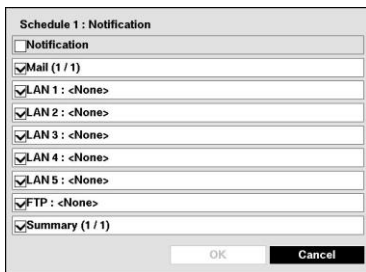 Schedule 1 : Notification
Notification
Mail (1 / 1)
LAN 1 : <None>
LAN 2 : <None>
LAN 3 : <None>
LAN 4 : <None>
LAN 5 : <None>
FTP : <None>
Summary (1 / 1)
OK Cancel